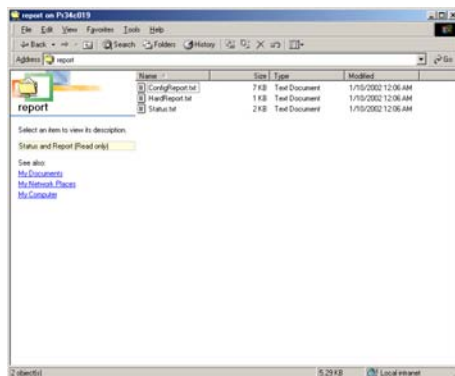 report on Pr34c019
File Edit View Favorites Tools Help
Back Search Folders History
Address report Go
Name Size Type Modified
ConfigReport.txt 7 KB Text Document 1/10/2002 12:06 AM
HardReport.txt 1 KB Text Document 1/10/2002 12:06 AM
Status.txt 2 KB Text Document 1/10/2002 12:06 AM
report
Select an item to view its description.
Status and Report (Read only)
See also:
My Documents
My Network Places
My Computer
2 object(s) 5.29 KB Local intranet